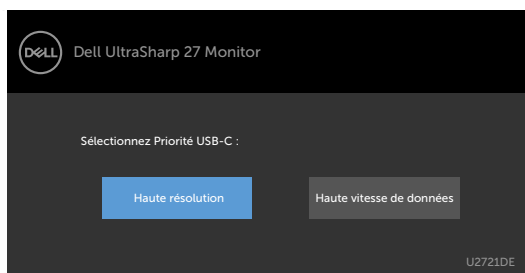 DELL Dell UltraSharp 27 Monitor
Sélectionnez Priorité USB-C :
Haute résolution Haute vitesse de données
U2721DE